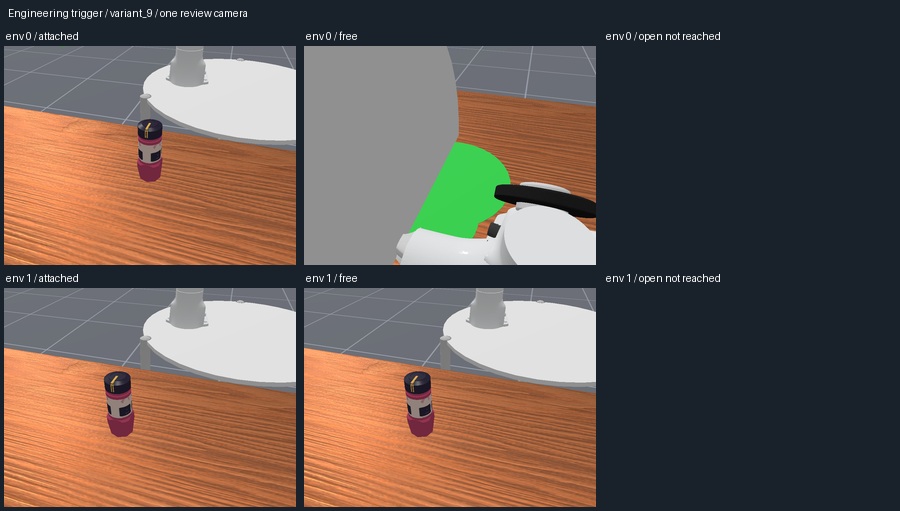 Engineering trigger / variant_9 / one review camera
env 0 / attached
env 0 / free
env 0 / open not reached
env 1 / attached
env 1 / free
env 1 / open not reached